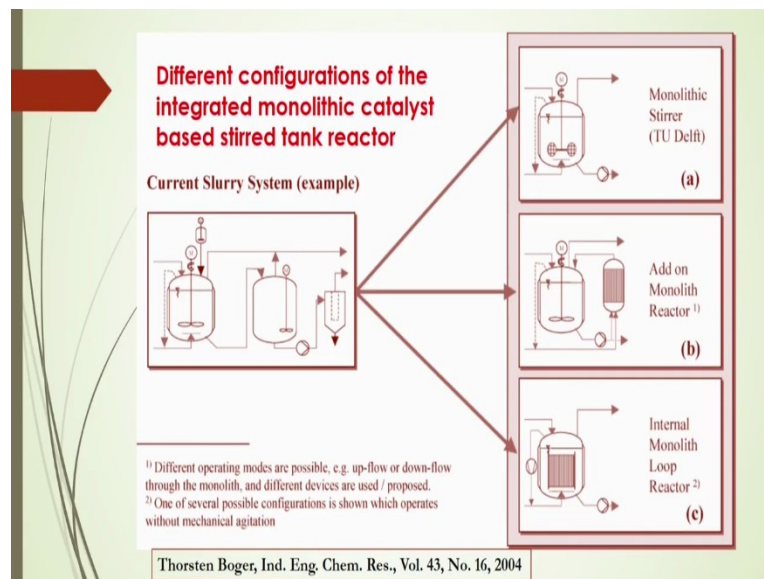 Different configurations of the
integrated monolithic catalyst
based stirred tank reactor
Current Slurry System (example)
M
M
Monolithic
Stirrer
(TU Delft)
(a)
M
Add on
Monolith
Reactor ¹⁾
(b)
Internal
Monolith
Loop
Reactor ²⁾
(c)
¹⁾ Different operating modes are possible, e.g. up-flow or down-flow
through the monolith, and different devices are used / proposed.
²⁾ One of several possible configurations is shown which operates
without mechanical agitation
Thorsten Boger, Ind. Eng. Chem. Res., Vol. 43, No. 16, 2004